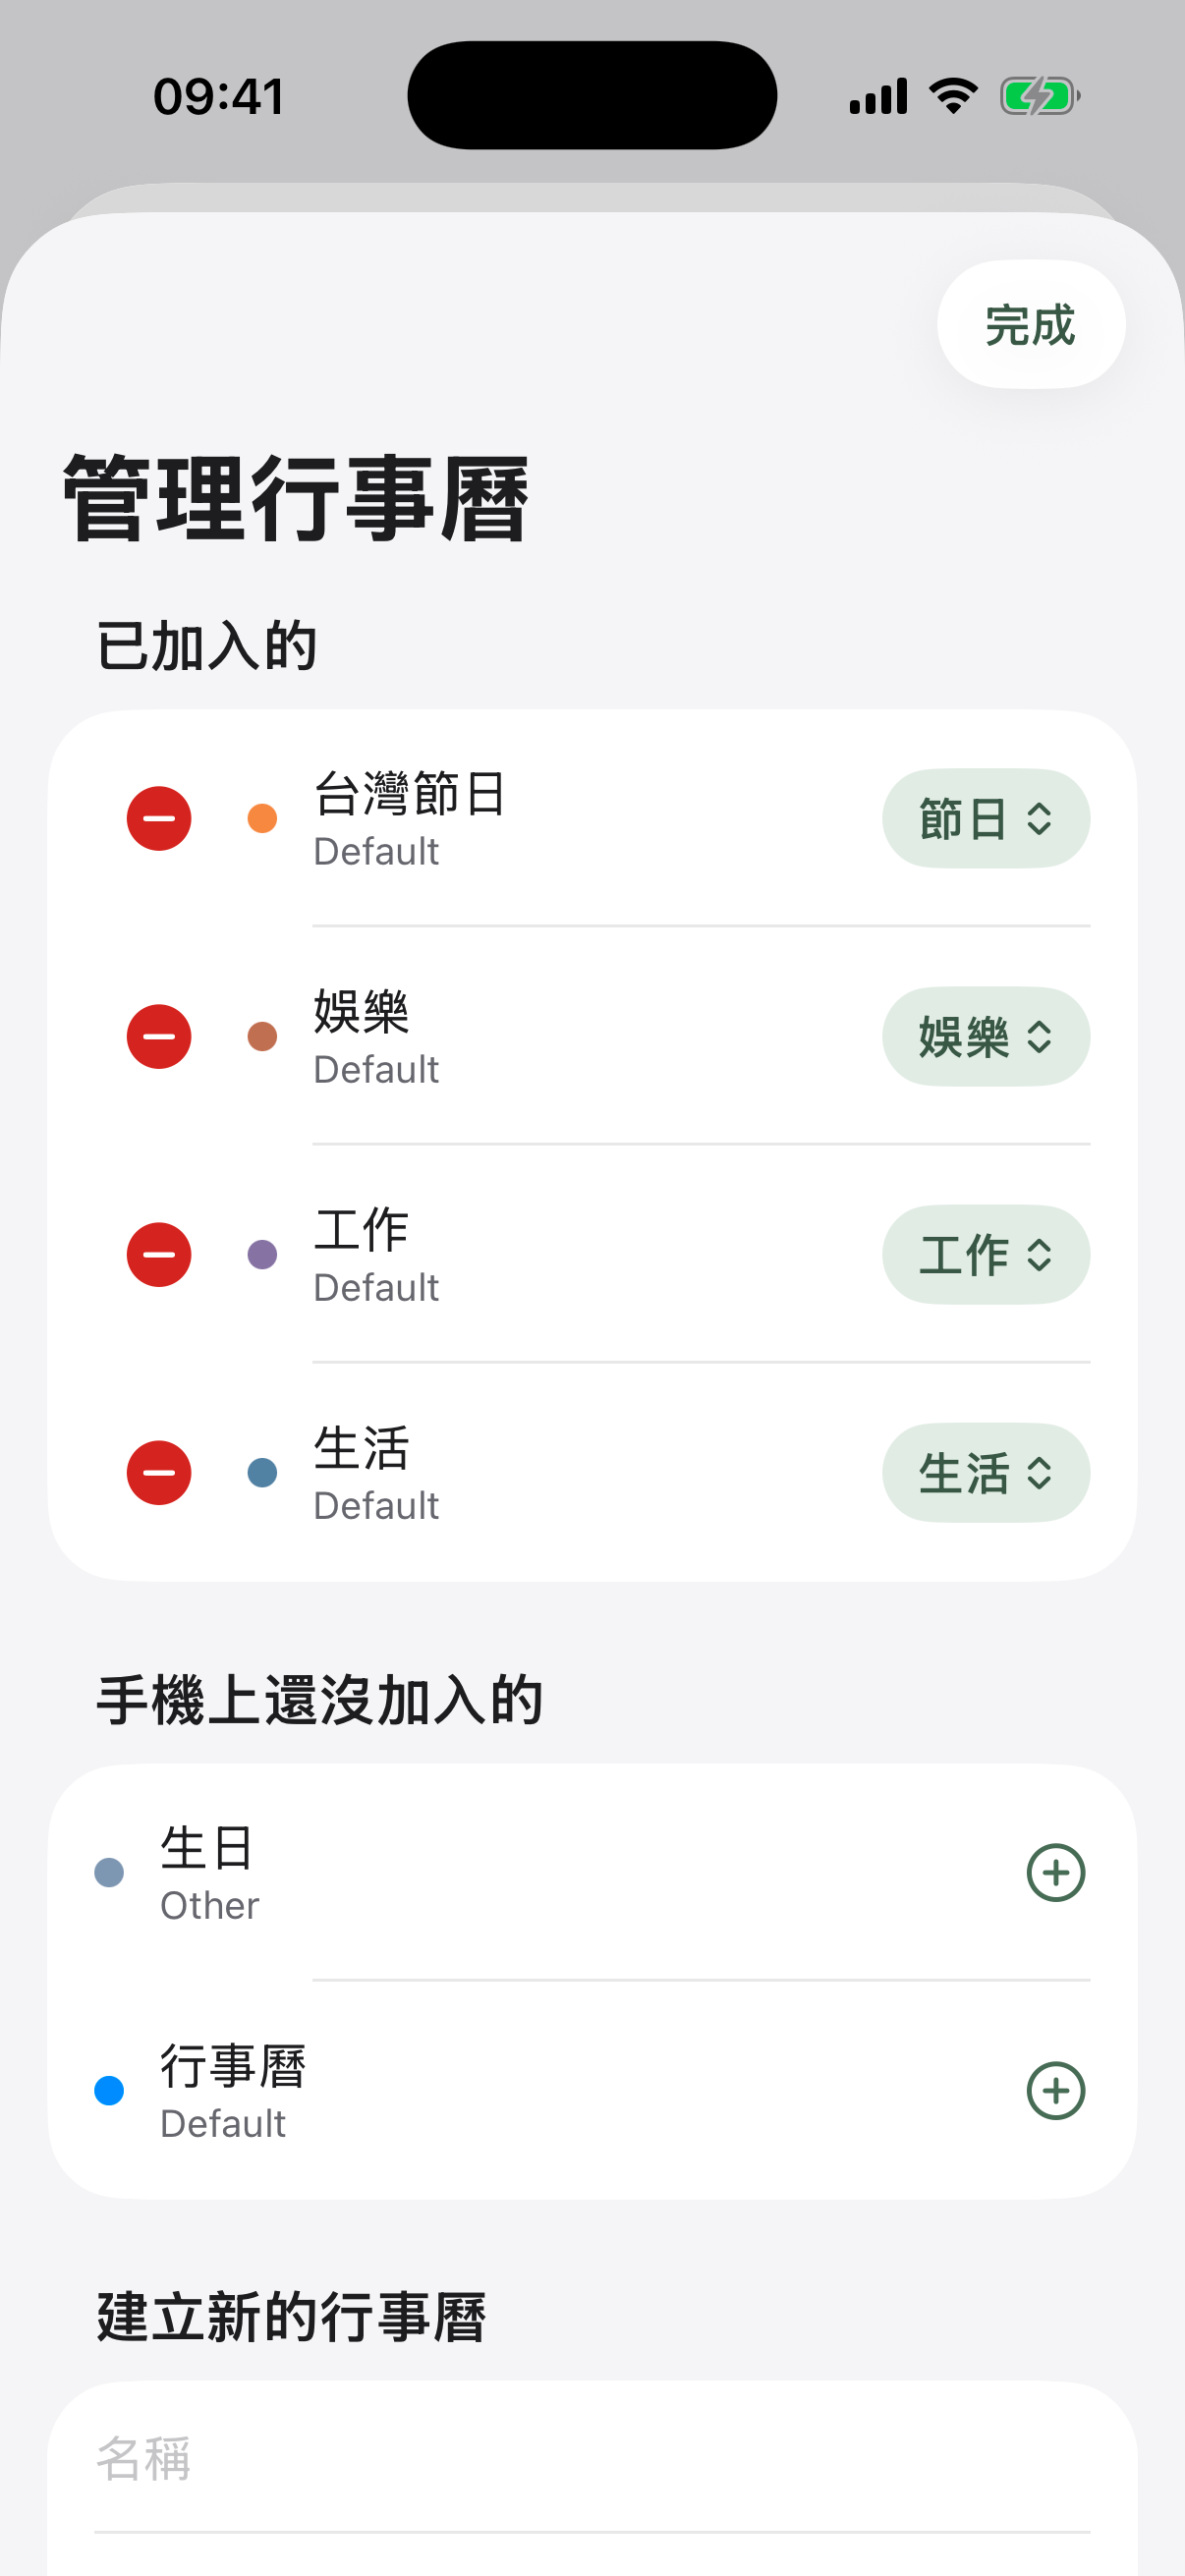 09:41
完成
管理行事曆
已加入的
台灣節日
Default
節日
娛樂
Default
娛樂
工作
Default
工作
生活
Default
生活
手機上還沒加入的
生日
Other
行事曆
Default
建立新的行事曆
名稱